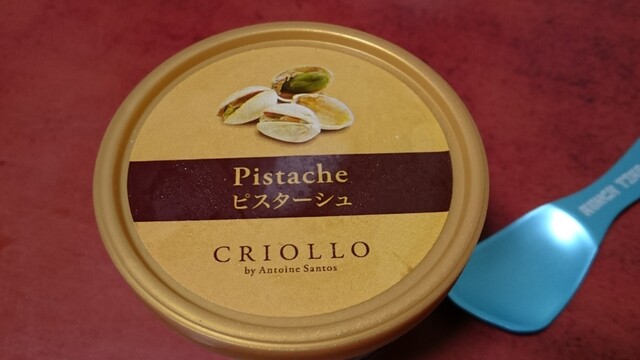 Pistache
ピスターシュ
CRIOLLO
by Antoine Santos